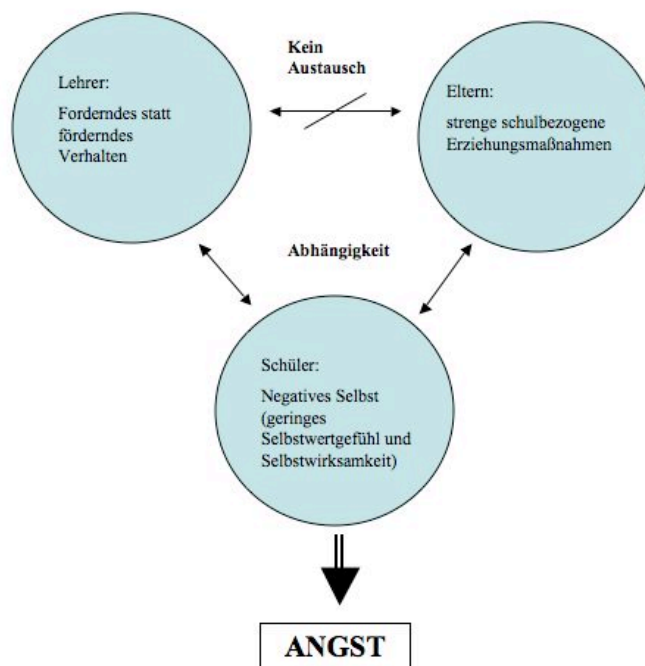 Kein
Austausch
Lehrer:
Forderndes statt
förderndes
Verhalten
Eltern:
strenge schulbezogene
Erziehungsmaßnahmen
Abhängigkeit
Schüler:
Negatives Selbst
(geringes
Selbstwertgefühl und
Selbstwirksamkeit)
ANGST